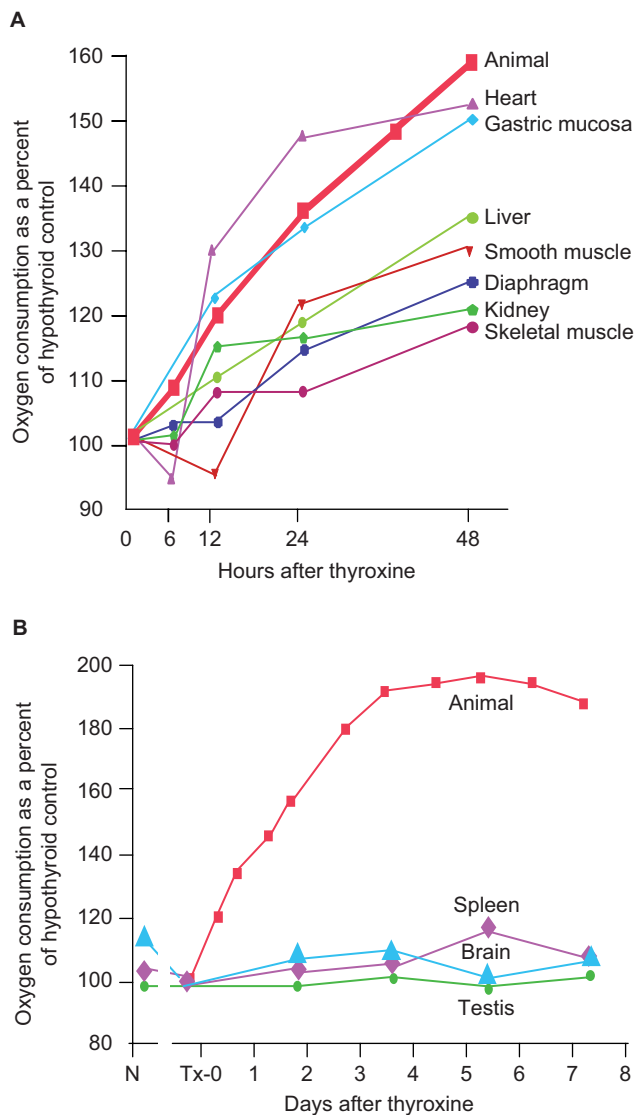 A
Oxygen consumption as a percent
of hypothyroid control
160
150
140
130
120
110
100
90
0
6
12
24
48
Hours after thyroxine
Animal
Heart
Gastric mucosa
Liver
Smooth muscle
Diaphragm
Kidney
Skeletal muscle
B
Oxygen consumption as a percent
of hypothyroid control
200
180
160
140
120
100
80
Animal
Spleen
Brain
Testis
N
Tx-0
1
2
3
4
5
6
7
8
Days after thyroxine